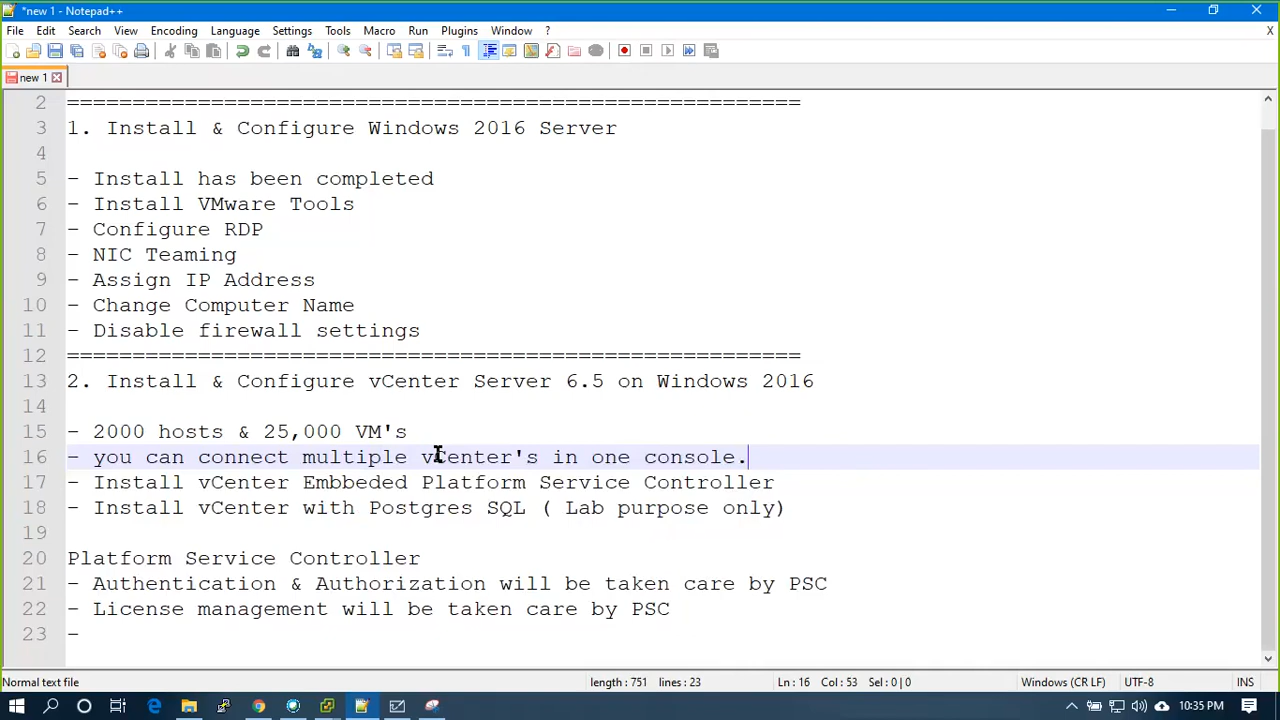 *new 1 - Notepad++
File Edit Search View Encoding Language Settings Tools Macro Run Plugins Window ? X
new 1
2 ========================================================
3 1. Install & Configure Windows 2016 Server
4
5 - Install has been completed
6 - Install VMware Tools
7 - Configure RDP
8 - NIC Teaming
9 - Assign IP Address
10 - Change Computer Name
11 - Disable firewall settings
12 ========================================================
13 2. Install & Configure vCenter Server 6.5 on Windows 2016
14
15 - 2000 hosts & 25,000 VM's
16 - you can connect multiple vCenter's in one console.
17 - Install vCenter Embbeded Platform Service Controller
18 - Install vCenter with Postgres SQL ( Lab purpose only)
19
20 Platform Service Controller
21 - Authentication & Authorization will be taken care by PSC
22 - License management will be taken care by PSC
23 -
Normal text file length : 751 lines : 23 Ln : 16 Col : 53 Sel : 0 | 0 Windows (CR LF) UTF-8 INS
10:35 PM